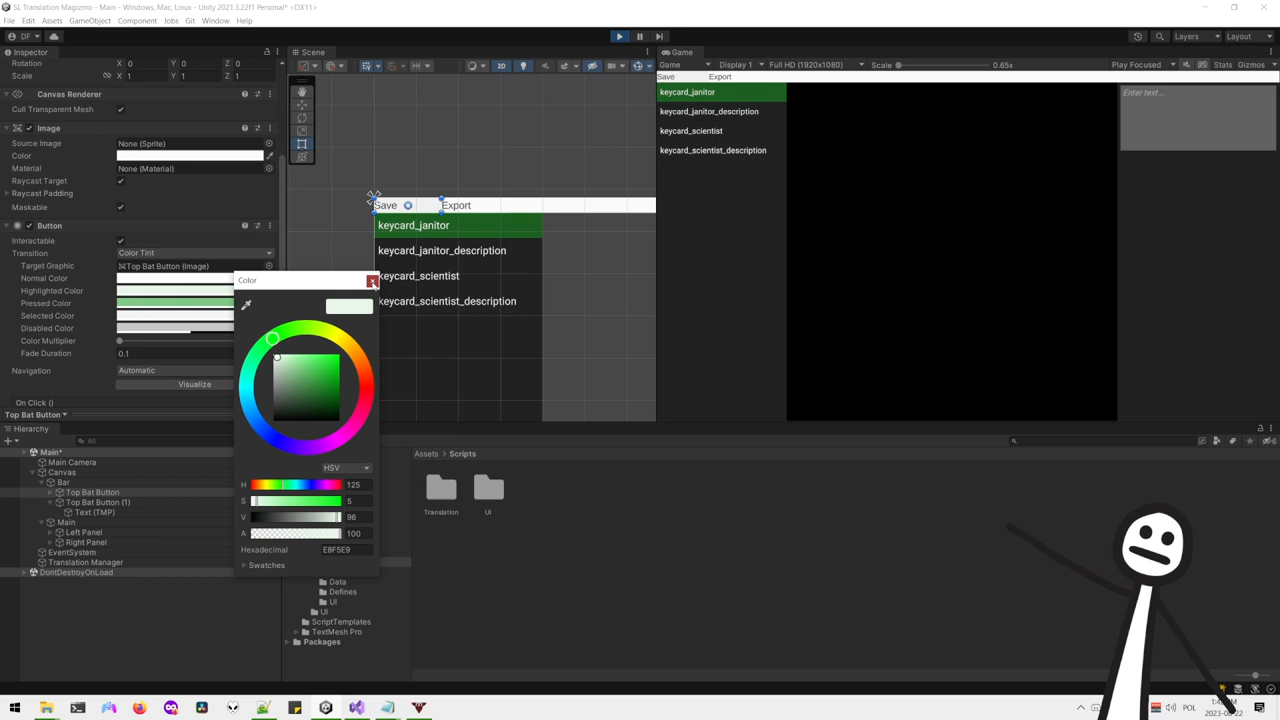 SL Translation Magizmo - Main - Windows, Mac, Linux - Unity 2021.3.22f1 Personal* <DX11>
File Edit Assets GameObject Component Jobs Git Window Help
DF
Layers Layout
Inspector
Rotation X 0 Y 0 Z 0
Scale X 1 Y 1 Z 1
Canvas Renderer
Cull Transparent Mesh
Image
Source Image None (Sprite)
Color
Material None (Material)
Raycast Target
Raycast Padding
Maskable
Button
Interactable
Transition Color Tint
Target Graphic Top Bat Button (Image)
Normal Color
Highlighted Color
Pressed Color
Selected Color
Disabled Color
Color Multiplier
Fade Duration 0.1
Navigation Automatic
Visualize
On Click ()
Top Bat Button
Scene
2D
Save Export
keycard_janitor
keycard_janitor_description
keycard_scientist
keycard_scientist_description
Game
Game Display 1 Full HD (1920x1080) Scale 0.65x Play Focused Stats Gizmos
Save Export
keycard_janitor
keycard_janitor_description
keycard_scientist
keycard_scientist_description
Enter text...
Color
HSV
H 125
S 5
V 96
A 100
Hexadecimal E8F5E9
Swatches
Hierarchy
All
Main*
Main Camera
Canvas
Bar
Top Bat Button
Top Bat Button (1)
Text (TMP)
Main
Left Panel
Right Panel
EventSystem
Translation Manager
DontDestroyOnLoad
Data
Defines
UI
UI
ScriptTemplates
TextMesh Pro
Packages
Assets > Scripts
Translation UI
6
POL